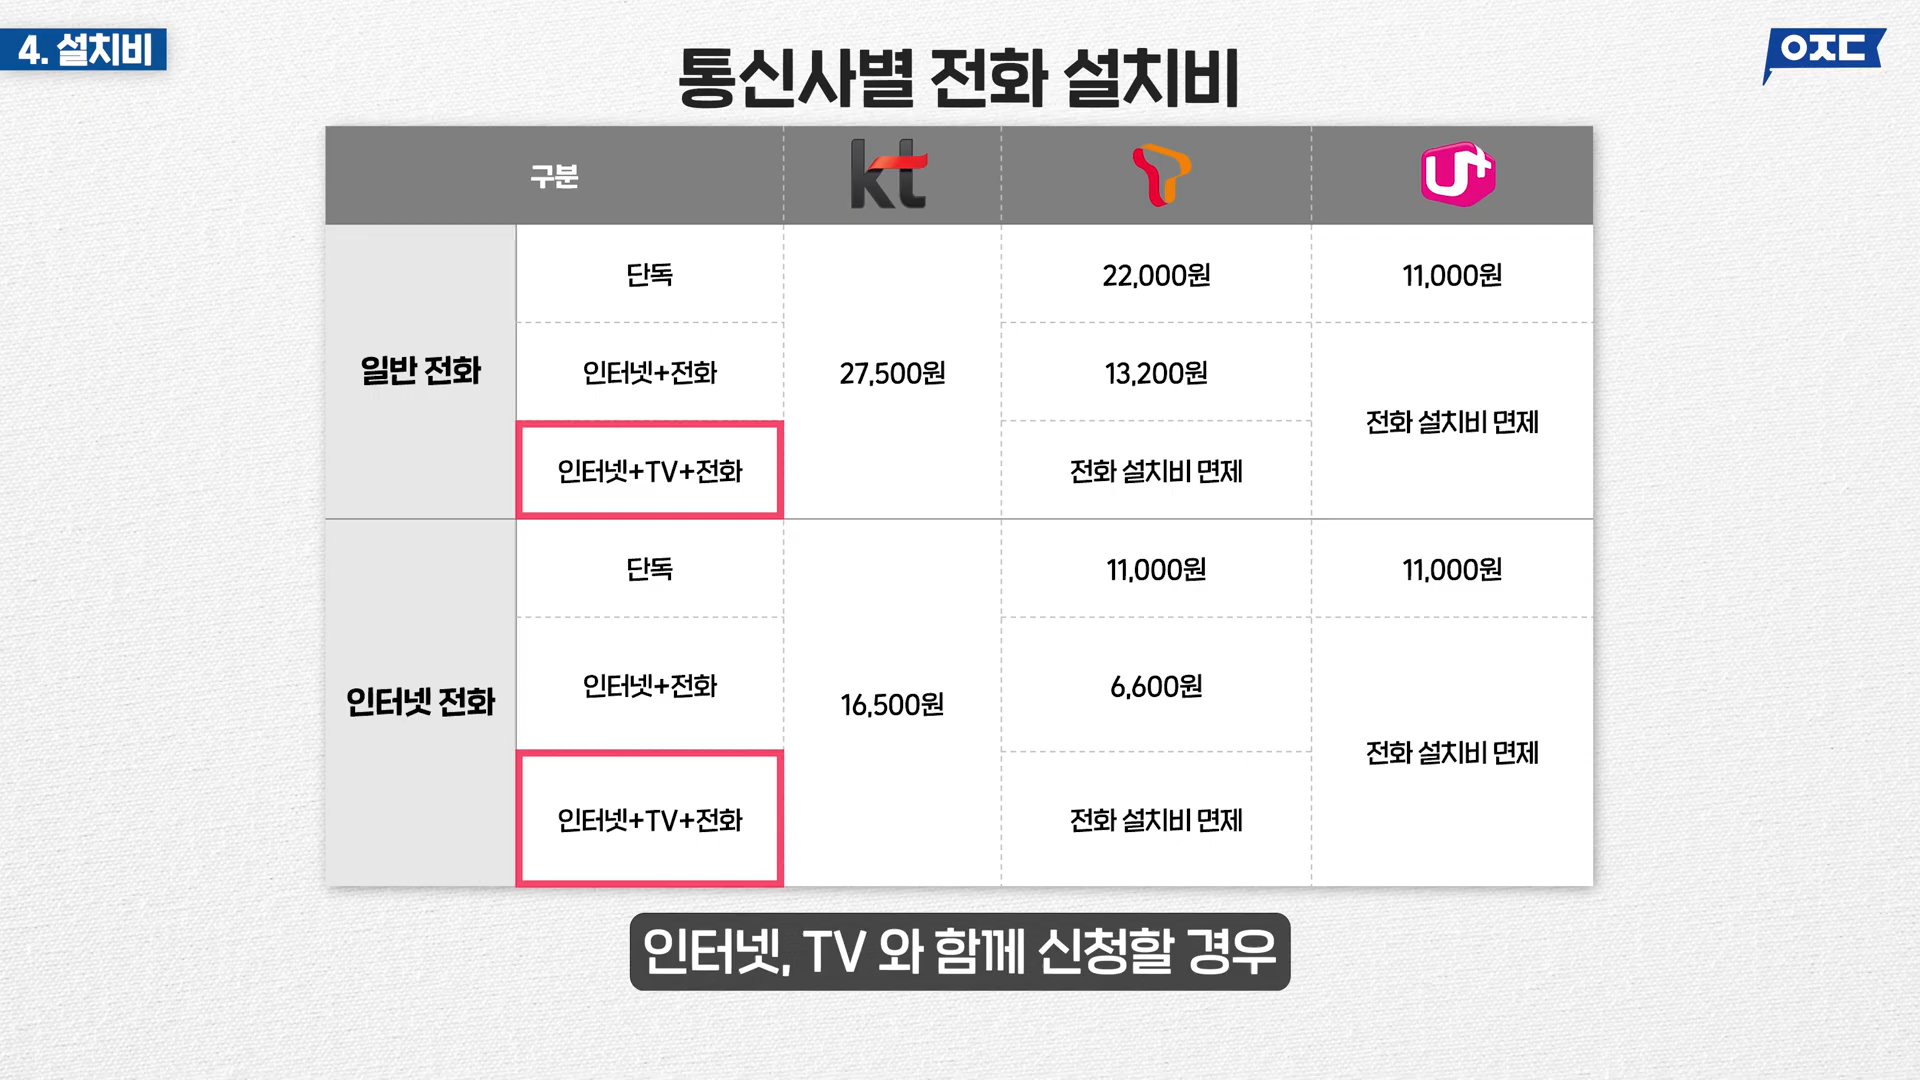 4. 설치비
통신사별 전화 설치비
잊드
구분
kt
U+
일반 전화
단독
27,500원
22,000원
11,000원
인터넷+전화
13,200원
전화 설치비 면제
인터넷+TV+전화
전화 설치비 면제
인터넷 전화
단독
16,500원
11,000원
11,000원
인터넷+전화
6,600원
전화 설치비 면제
인터넷+TV+전화
전화 설치비 면제
인터넷, TV 와 함께 신청할 경우